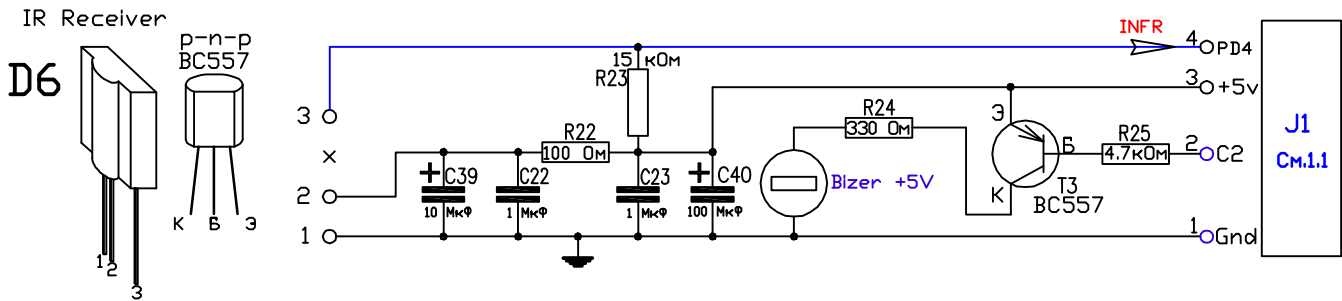 IR Receiver
D6
p-n-p
BC557
1
2
3
К
Б
Э
3
×
2
1
15 кОм
R23
R22
100 Ом
C39
10 МкФ
C22
1 МкФ
C23
1 МкФ
C40
100 МкФ
R24
330 Ом
Bizer +5V
Э
Б
К
T3
BC557
R25
4.7кОм
INFR
4
PD4
3
+5v
2
C2
1
Gnd
J1
См.1.1